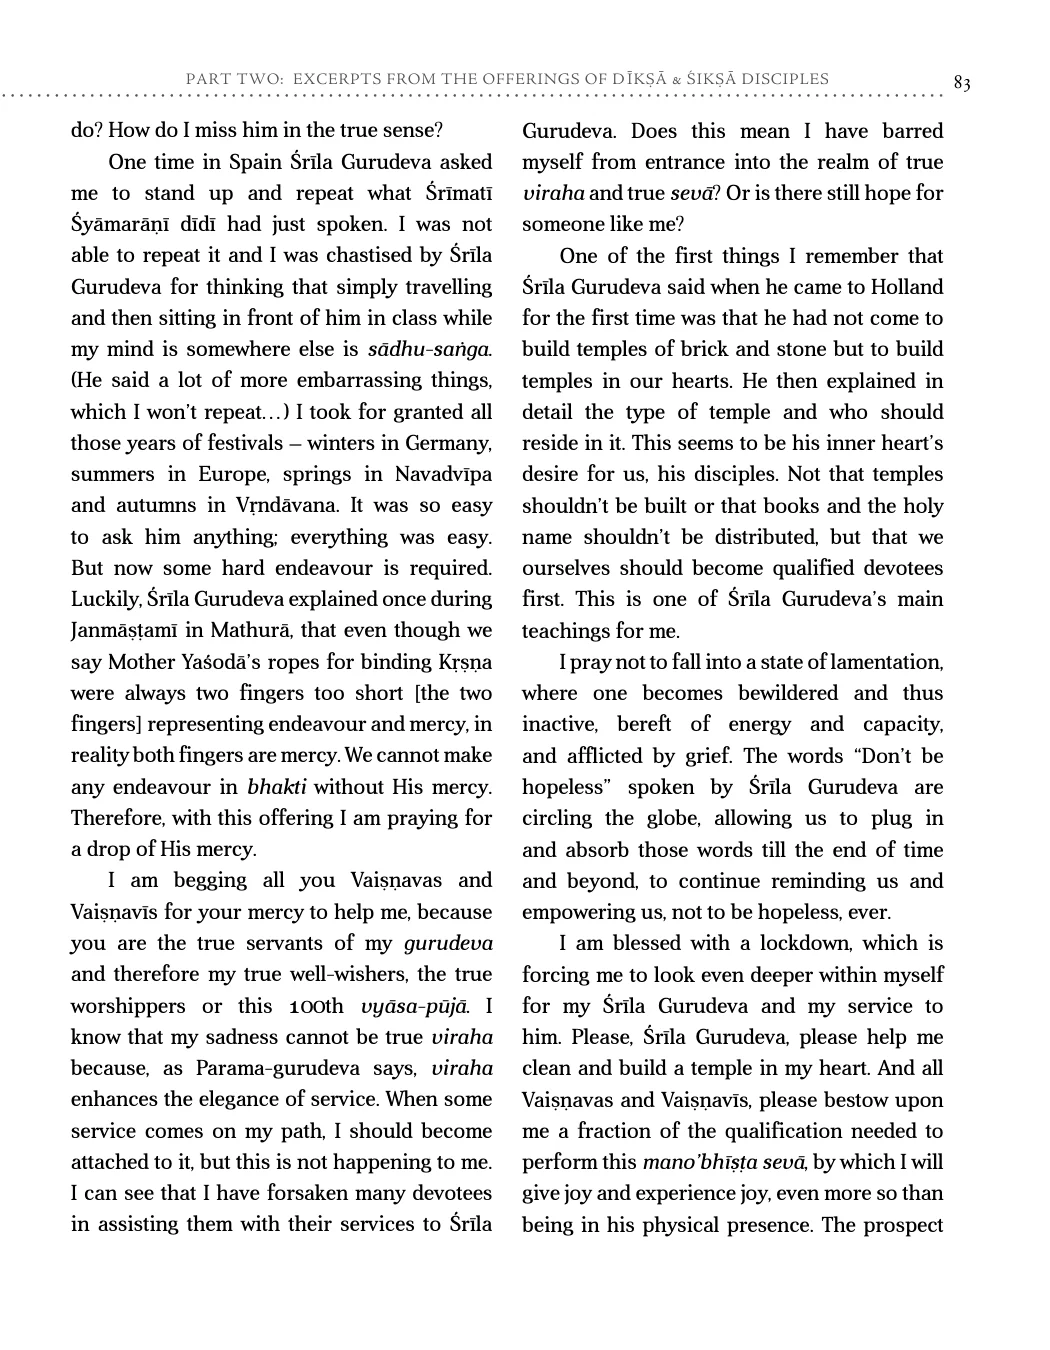 PART TWO: EXCERPTS FROM THE OFFERINGS OF DĪKṢĀ & ŚIKṢĀ DISCIPLES
83
do? How do I miss him in the true sense?
One time in Spain Śrīla Gurudeva asked
me to stand up and repeat what Śrīmatī
Śyāmarāṇī dīdī had just spoken. I was not
able to repeat it and I was chastised by Śrīla
Gurudeva for thinking that simply travelling
and then sitting in front of him in class while
my mind is somewhere else is sādhu-saṅga.
(He said a lot of more embarrassing things,
which I won’t repeat…) I took for granted all
those years of festivals – winters in Germany,
summers in Europe, springs in Navadvīpa
and autumns in Vṛndāvana. It was so easy
to ask him anything; everything was easy.
But now some hard endeavour is required.
Luckily, Śrīla Gurudeva explained once during
Janmāṣṭamī in Mathurā, that even though we
say Mother Yaśodā’s ropes for binding Kṛṣṇa
were always two fingers too short [the two
fingers] representing endeavour and mercy, in
reality both fingers are mercy. We cannot make
any endeavour in bhakti without His mercy.
Therefore, with this offering I am praying for
a drop of His mercy.
I am begging all you Vaiṣṇavas and
Vaiṣṇavīs for your mercy to help me, because
you are the true servants of my gurudeva
and therefore my true well-wishers, the true
worshippers or this 100th vyāsa-pūjā. I
know that my sadness cannot be true viraha
because, as Parama-gurudeva says, viraha
enhances the elegance of service. When some
service comes on my path, I should become
attached to it, but this is not happening to me.
I can see that I have forsaken many devotees
in assisting them with their services to Śrīla
Gurudeva. Does this mean I have barred
myself from entrance into the realm of true
viraha and true sevā? Or is there still hope for
someone like me?
One of the first things I remember that
Śrīla Gurudeva said when he came to Holland
for the first time was that he had not come to
build temples of brick and stone but to build
temples in our hearts. He then explained in
detail the type of temple and who should
reside in it. This seems to be his inner heart’s
desire for us, his disciples. Not that temples
shouldn’t be built or that books and the holy
name shouldn’t be distributed, but that we
ourselves should become qualified devotees
first. This is one of Śrīla Gurudeva’s main
teachings for me.
I pray not to fall into a state of lamentation,
where one becomes bewildered and thus
inactive, bereft of energy and capacity,
and afflicted by grief. The words “Don’t be
hopeless” spoken by Śrīla Gurudeva are
circling the globe, allowing us to plug in
and absorb those words till the end of time
and beyond, to continue reminding us and
empowering us, not to be hopeless, ever.
I am blessed with a lockdown, which is
forcing me to look even deeper within myself
for my Śrīla Gurudeva and my service to
him. Please, Śrīla Gurudeva, please help me
clean and build a temple in my heart. And all
Vaiṣṇavas and Vaiṣṇavīs, please bestow upon
me a fraction of the qualification needed to
perform this mano’bhīṣṭa sevā, by which I will
give joy and experience joy, even more so than
being in his physical presence. The prospect